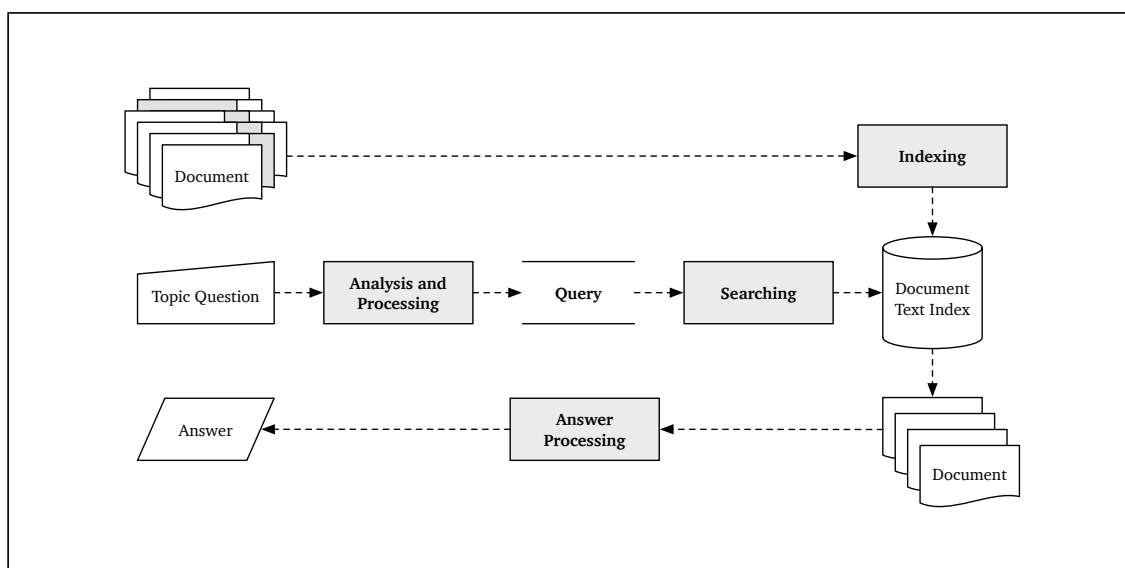 Document
Indexing
Topic Question
Analysis and
Processing
Query
Searching
Document
Text Index
Answer
Answer
Processing
Document